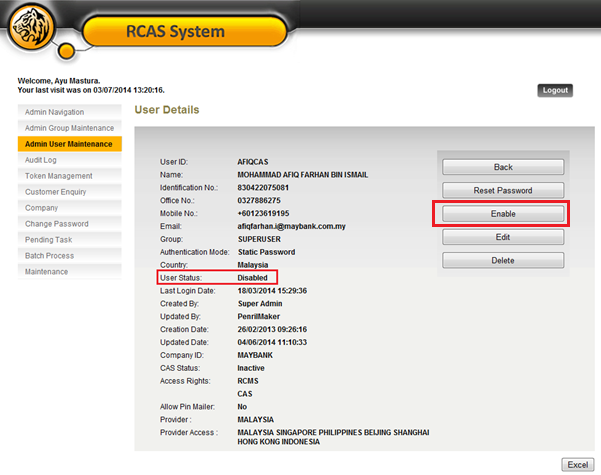 RCAS System
Welcome, Ayu Mastura.
Your last visit was on 03/07/2014 13:20:16.
Logout
Admin Navigation
Admin Group Maintenance
Admin User Maintenance
Audit Log
Token Management
Customer Enquiry
Company
Change Password
Pending Task
Batch Process
Maintenance
User Details
User ID: AFIQCAS
Name: MOHAMMAD AFIQ FARHAN BIN ISMAIL
Identification No.: 830422075081
Office No.: 0327886275
Mobile No.: +60123619195
Email: afiqfarhan.i@maybank.com.my
Group: SUPERUSER
Authentication Mode: Static Password
Country: Malaysia
User Status: Disabled
Last Login Date: 18/03/2014 15:29:36
Created By: Super Admin
Updated By: PenrilMaker
Creation Date: 26/02/2013 09:26:16
Updated Date: 04/06/2014 11:10:33
Company ID: MAYBANK
CAS Status: Inactive
Access Rights: RCMS
CAS
Allow Pin Mailer: No
Provider : MALAYSIA
Provider Access : MALAYSIA SINGAPORE PHILIPPINES BEIJING SHANGHAI
HONG KONG INDONESIA
Back
Reset Password
Enable
Edit
Delete
Excel